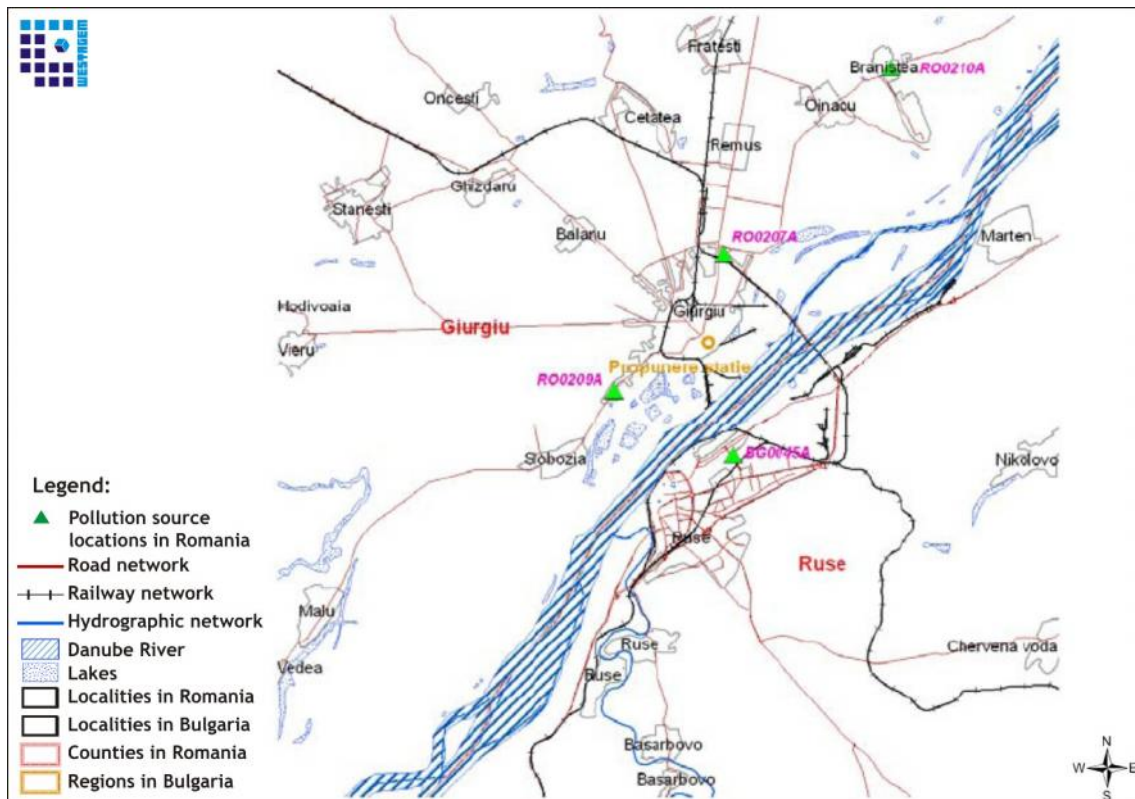 WESTAGEM
Fratesti
Branistea
RO0210A
Oncesti
Oinacu
Cetatea
Remus
Ghizdaru
Stanesti
RO0207A
Marten
Balanu
Hodivoaia
Giurgiu
Giurgiu
Vieru
Propunere statie
RO0209A
BG0045A
Slobozia
Nikolovo
Ruse
Ruse
Malu
Ruse
Chervena voda
Vedea
Ruse
Basarbovo
Basarbovo
Legend:
Pollution source
locations in Romania
Road network
Railway network
Hydrographic network
Danube River
Lakes
Localities in Romania
Localities in Bulgaria
Counties in Romania
Regions in Bulgaria
N
W E
S